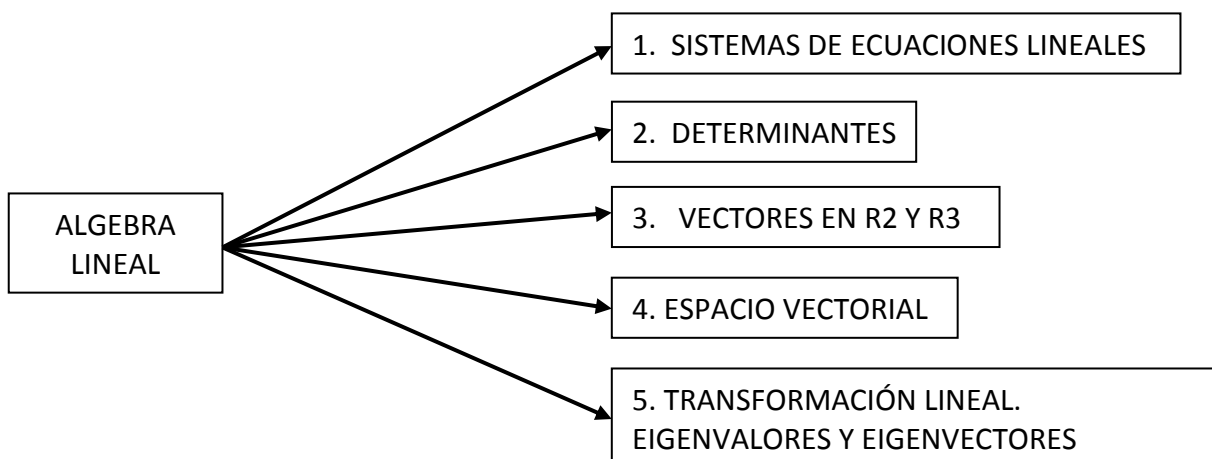 ALGEBRA
LINEAL
1. SISTEMAS DE ECUACIONES LINEALES
2. DETERMINANTES
3. VECTORES EN R2 Y R3
4. ESPACIO VECTORIAL
5. TRANSFORMACIÓN LINEAL.
EIGENVALORES Y EIGENVECTORES